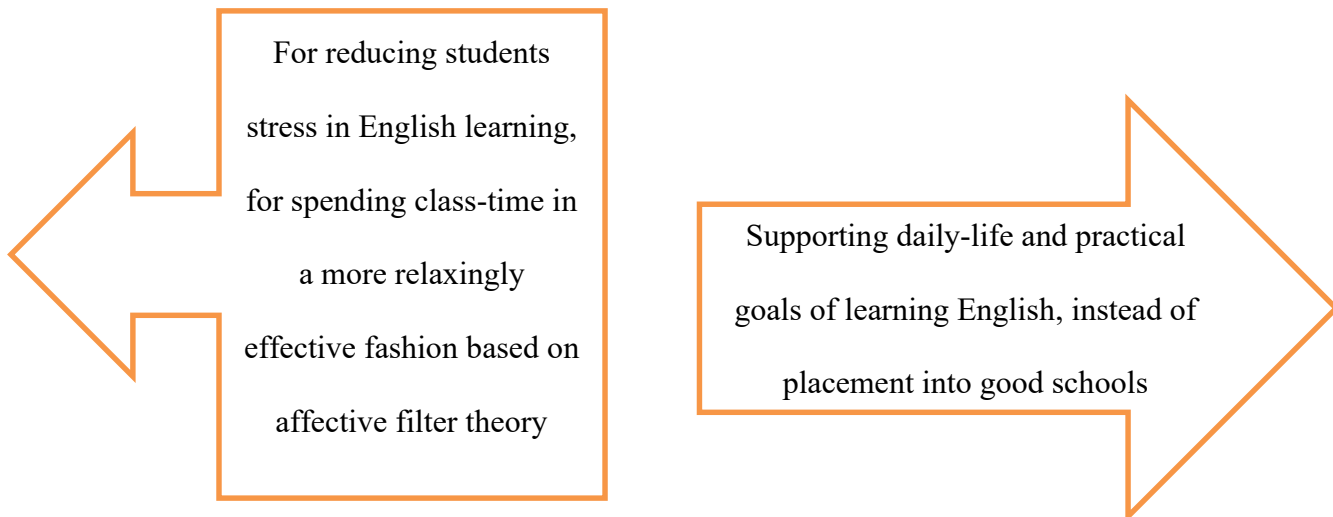 For reducing students
stress in English learning,
for spending class-time in
a more relaxingly
effective fashion based on
affective filter theory
Supporting daily-life and practical
goals of learning English, instead of
placement into good schools